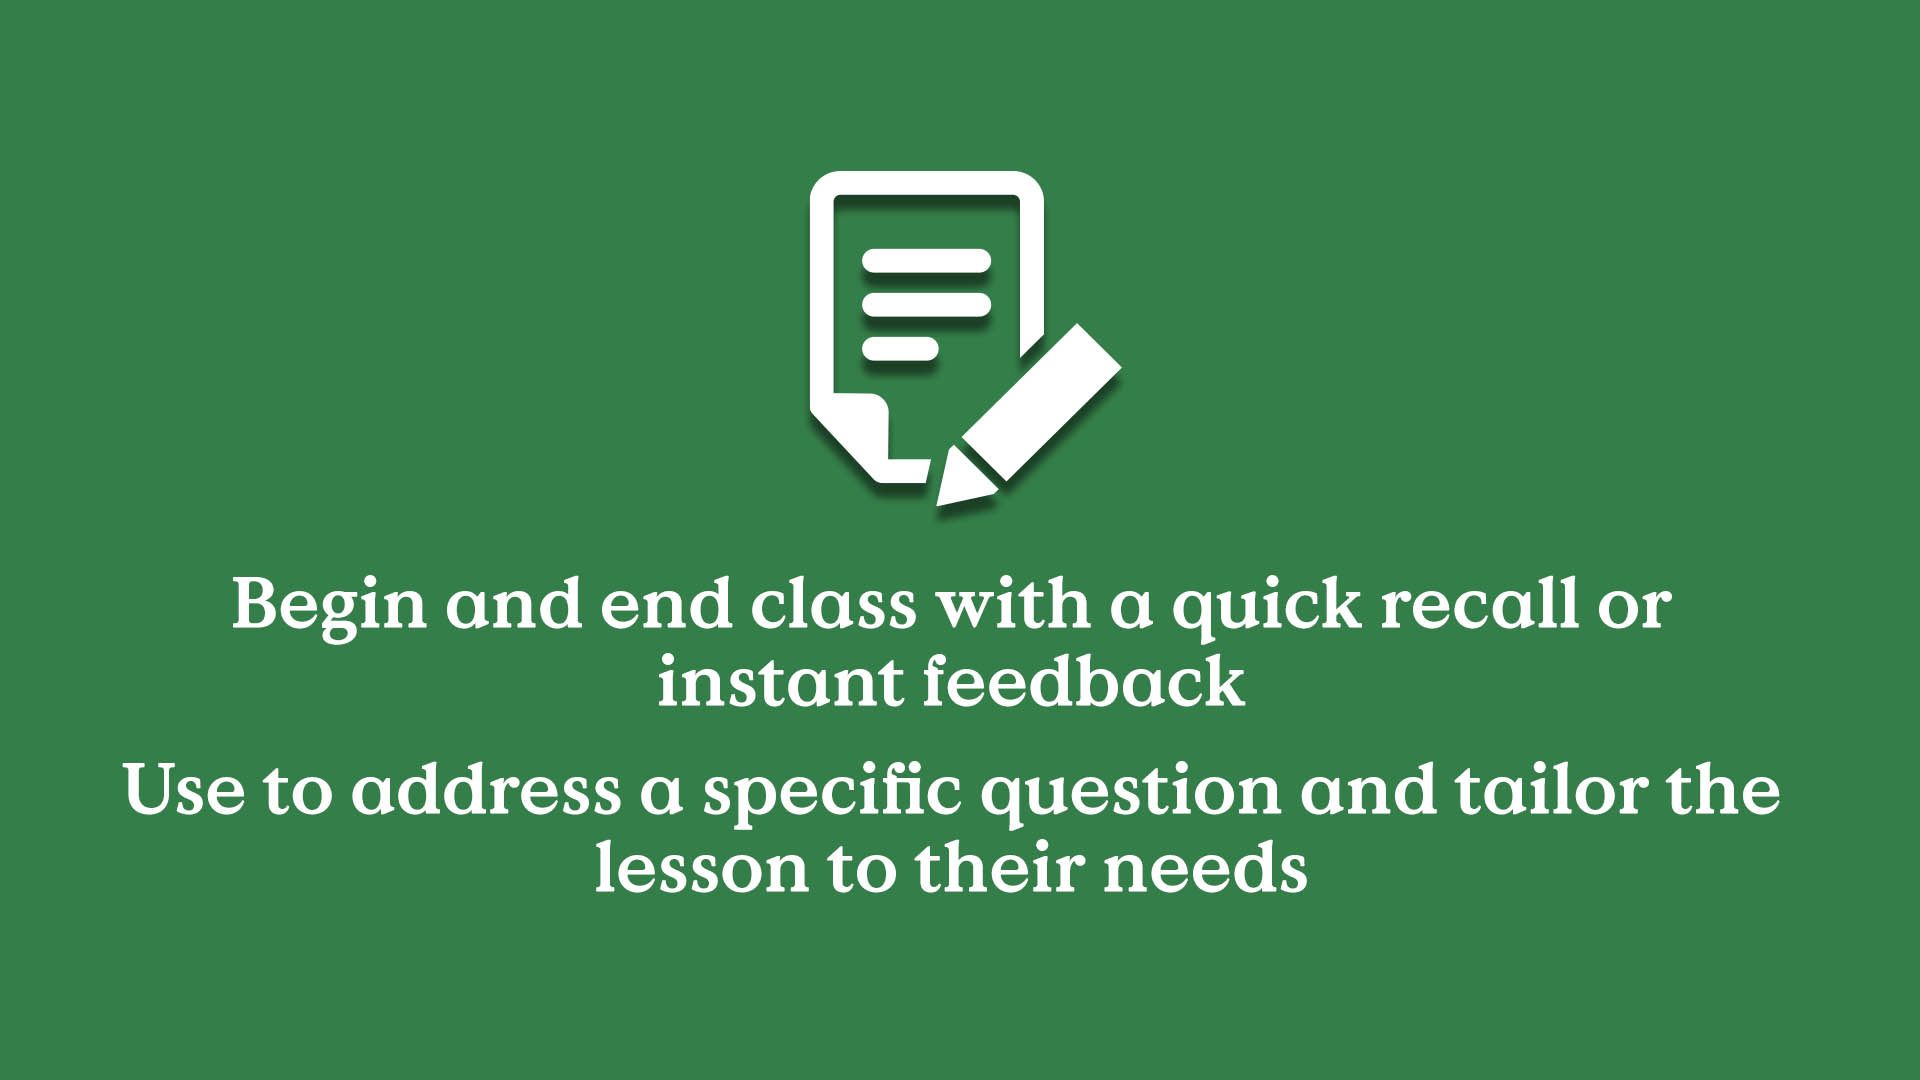 Begin and end class with a quick recall or
instant feedback
Use to address a specific question and tailor the
lesson to their needs